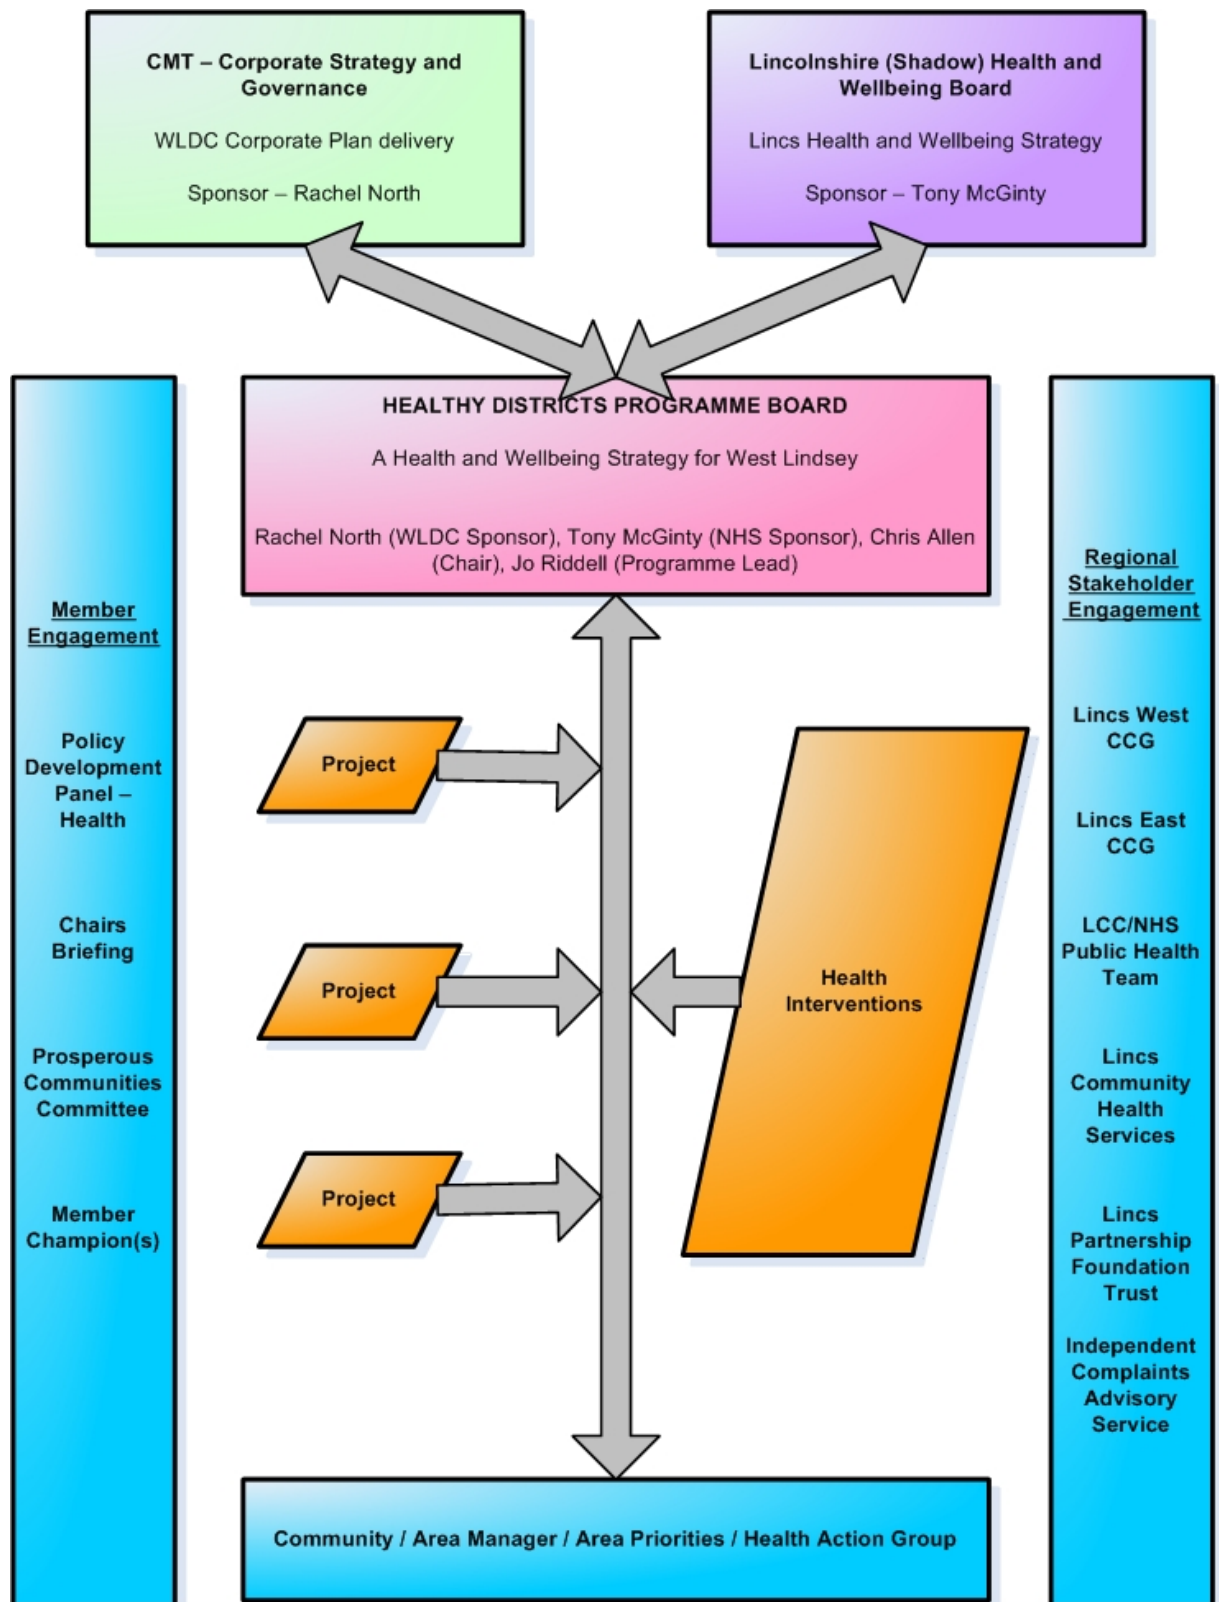 CMT – Corporate Strategy and
Governance
WLDC Corporate Plan delivery
Sponsor – Rachel North
Lincolnshire (Shadow) Health and
Wellbeing Board
Lincs Health and Wellbeing Strategy
Sponsor – Tony McGinty
HEALTHY DISTRICTS PROGRAMME BOARD
A Health and Wellbeing Strategy for West Lindsey
Rachel North (WLDC Sponsor), Tony McGinty (NHS Sponsor), Chris Allen
(Chair), Jo Riddell (Programme Lead)
Member
Engagement
Policy
Development
Panel –
Health
Chairs
Briefing
Prosperous
Communities
Committee
Member
Champion(s)
Project
Project
Project
Health
Interventions
Regional
Stakeholder
Engagement
Lincs West
CCG
Lincs East
CCG
LCC/NHS
Public Health
Team
Lincs
Community
Health
Services
Lincs
Partnership
Foundation
Trust
Independent
Complaints
Advisory
Service
Community / Area Manager / Area Priorities / Health Action Group